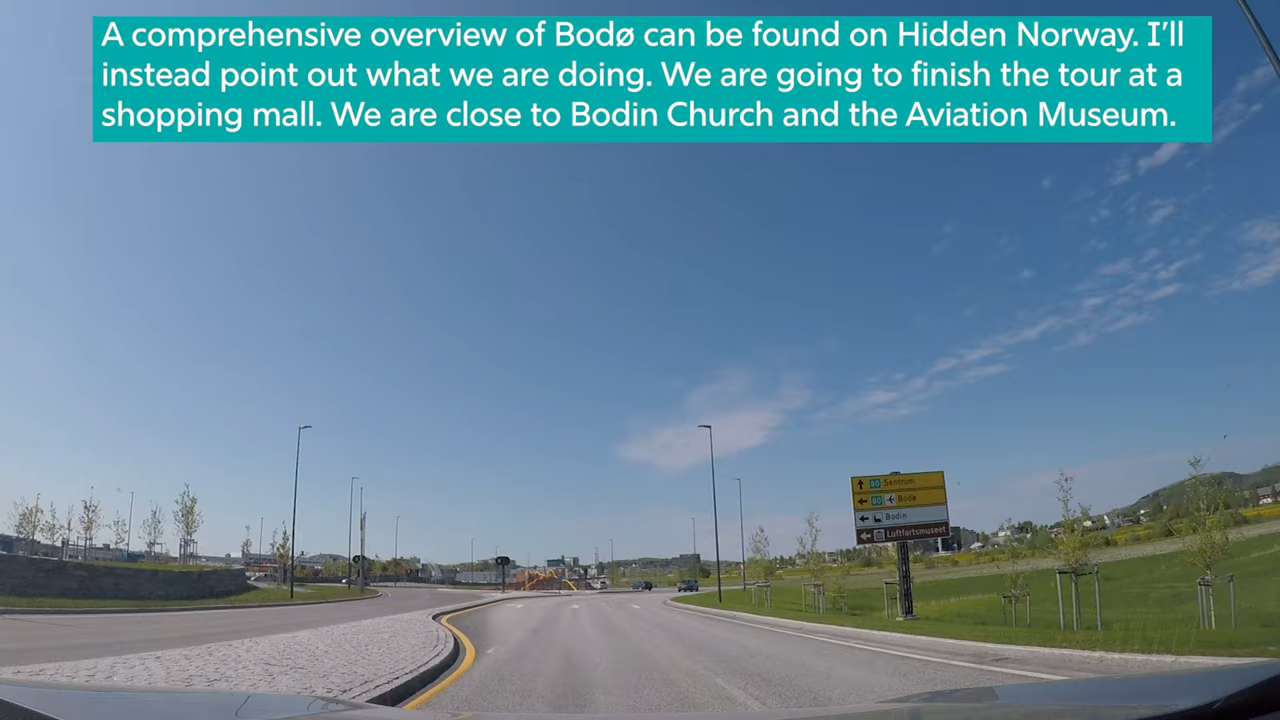 A comprehensive overview of Bodø can be found on Hidden Norway. I'll
instead point out what we are doing. We are going to finish the tour at a
shopping mall. We are close to Bodin Church and the Aviation Museum.
80 Sentrum
80 Bodø
Bodin
Luftfartsmuseet